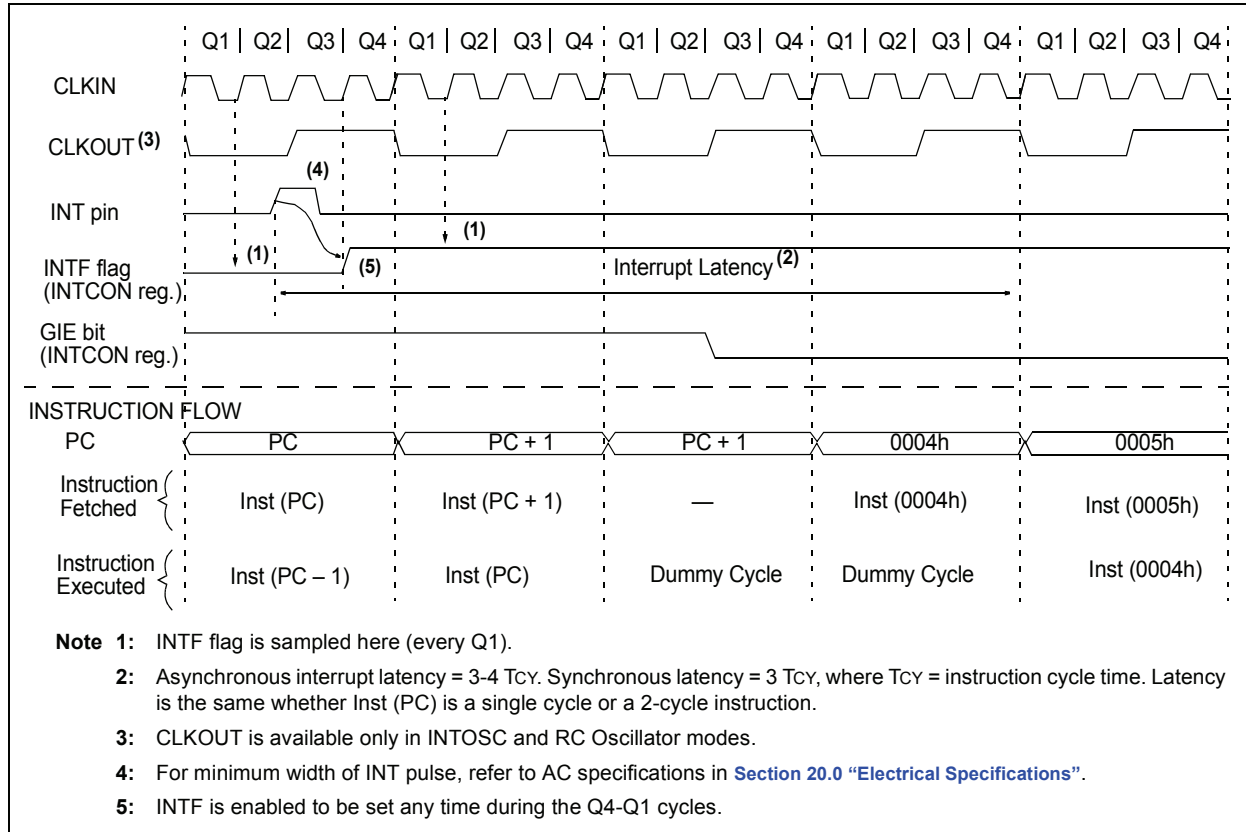 Q1 | Q2 | Q3 | Q4 Q1 | Q2 | Q3 | Q4 Q1 | Q2 | Q3 | Q4 Q1 | Q2 | Q3 | Q4 Q1 | Q2 | Q3 | Q4
CLKIN
CLKOUT (3)
(4)
INT pin
(1) (1)
INTF flag
(INTCON reg.)
(5)
Interrupt Latency (2)
GIE bit
(INTCON reg.)
INSTRUCTION FLOW
PC PC PC + 1 PC + 1 0004h 0005h
Instruction
Fetched
Inst (PC) Inst (PC + 1) — Inst (0004h) Inst (0005h)
Instruction
Executed
Inst (PC – 1) Inst (PC) Dummy Cycle Dummy Cycle Inst (0004h)
Note 1: INTF flag is sampled here (every Q1).
2: Asynchronous interrupt latency = 3-4 TCY. Synchronous latency = 3 TCY, where TCY = instruction cycle time. Latency
is the same whether Inst (PC) is a single cycle or a 2-cycle instruction.
3: CLKOUT is available only in INTOSC and RC Oscillator modes.
4: For minimum width of INT pulse, refer to AC specifications in Section 20.0 “Electrical Specifications”.
5: INTF is enabled to be set any time during the Q4-Q1 cycles.